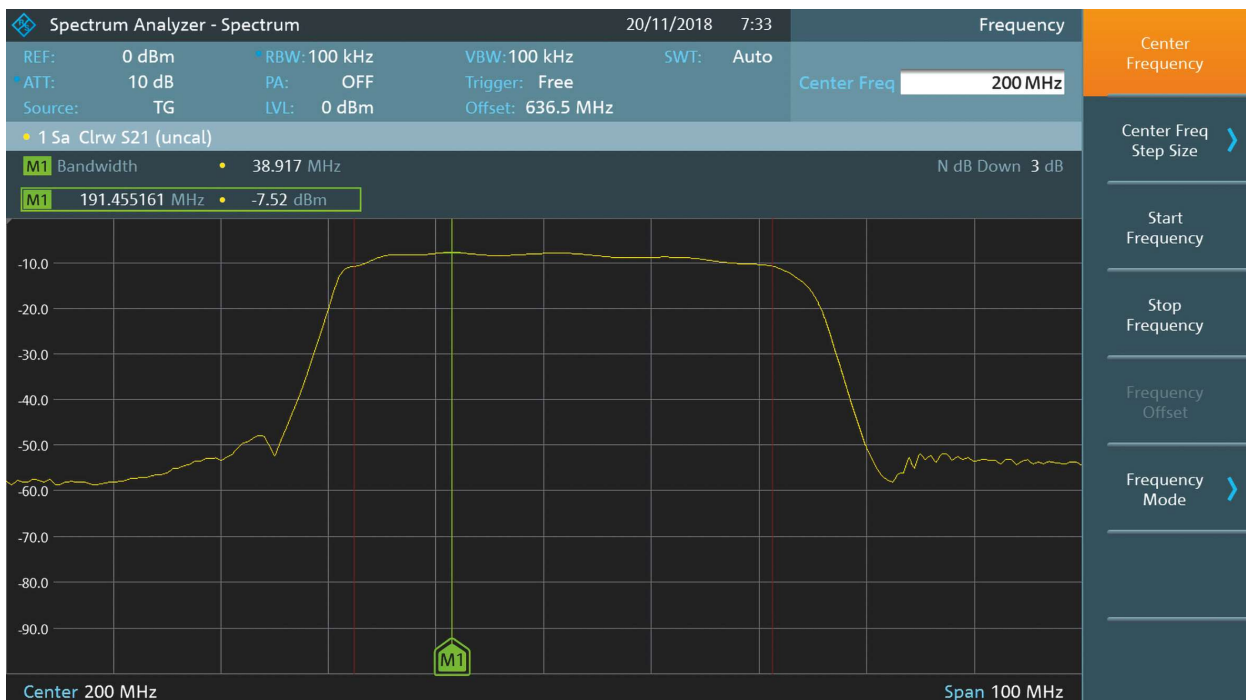 Spectrum Analyzer - Spectrum 20/11/2018 7:33 Frequency
REF: 0 dBm RBW: 100 kHz VBW: 100 kHz SWT: Auto
ATT: 10 dB PA: OFF Trigger: Free Center Freq 200 MHz
Source: TG LVL: 0 dBm Offset: 636.5 MHz
1 Sa Clrw S21 (uncal)
M1 Bandwidth 38.917 MHz N dB Down 3 dB
M1 191.455161 MHz -7.52 dBm
-10.0
-20.0
-30.0
-40.0
-50.0
-60.0
-70.0
-80.0
-90.0
M1
Center 200 MHz Span 100 MHz
Center
Frequency
Center Freq
Step Size
Start
Frequency
Stop
Frequency
Frequency
Offset
Frequency
Mode